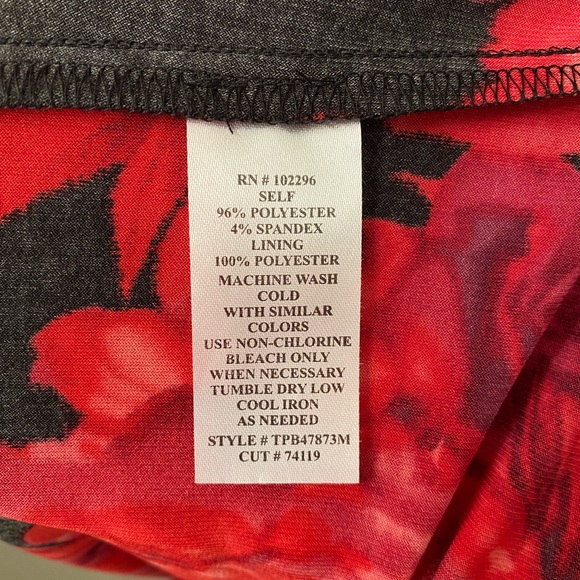 RN # 102296
SELF
96% POLYESTER
4% SPANDEX
LINING
100% POLYESTER
MACHINE WASH
COLD
WITH SIMILAR
COLORS
USE NON-CHLORINE
BLEACH ONLY
WHEN NECESSARY
TUMBLE DRY LOW
COOL IRON
AS NEEDED
STYLE # TPB47873M
CUT # 74119